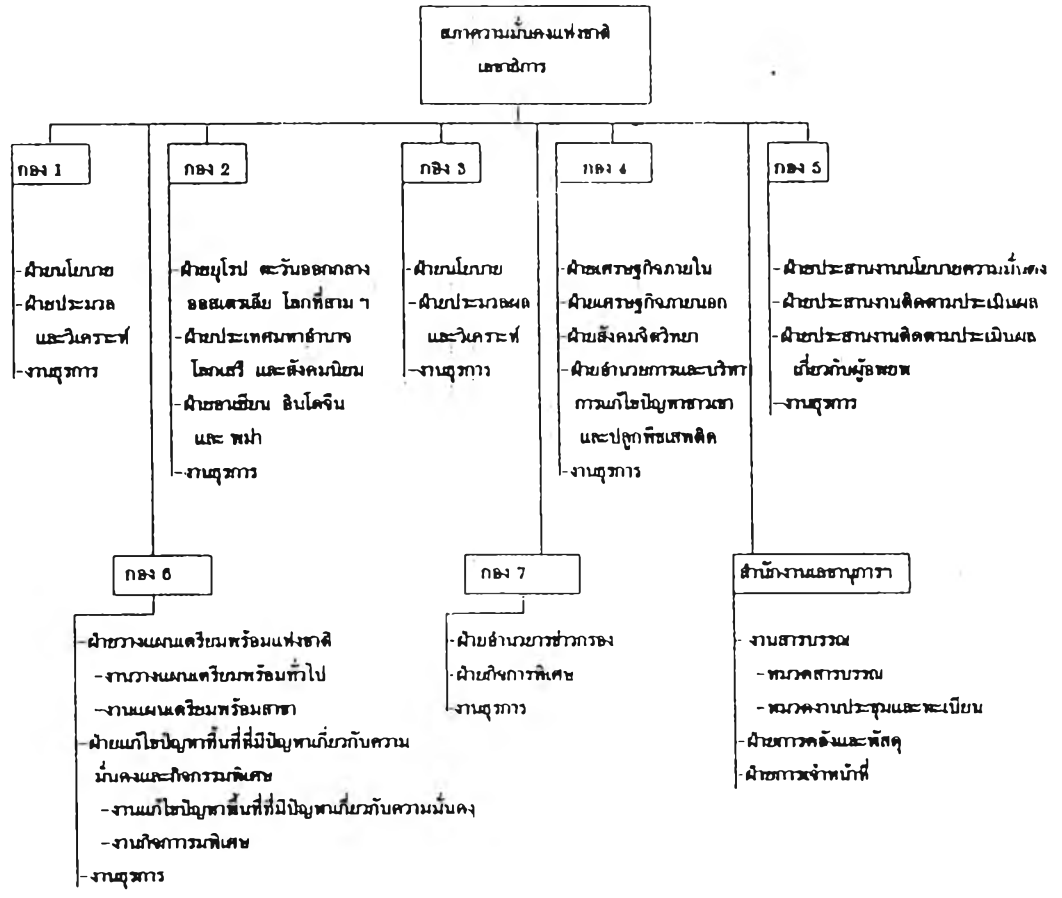 สภาความมั่นคงแห่งชาติ
เลขาธิการ
กอง 1
-ฝ่ายนโยบาย
-ฝ่ายประมวล
และวิเคราะห์
-งานธุรการ
กอง 2
-ฝ่ายยุโรป ตะวันออกกลาง
ออสเตรเลีย โลกที่สาม ฯ
-ฝ่ายประเทศมหาอำนาจ
โลกเสรี และสังคมนิยม
-ฝ่ายอาเซียน อินโดจีน
และ พม่า
-งานธุรการ
กอง 3
-ฝ่ายนโยบาย
-ฝ่ายประมวลผล
และวิเคราะห์
-งานธุรการ
กอง 4
-ฝ่ายเศรษฐกิจภายใน
-ฝ่ายเศรษฐกิจภายนอก
-ฝ่ายสังคมจิตวิทยา
-ฝ่ายอำนวยการและบริหา
การแก้ไขปัญหาชาวเขา
และปลูกพืชเสพติด
-งานธุรการ
กอง 5
-ฝ่ายประสานงานนโยบายความมั่นคง
-ฝ่ายประสานงานติดตามประเมินผล
-ฝ่ายประสานงานติดตามประเมินผล
เกี่ยวกับผู้อพยพ
-งานธุรการ
กอง 6
-ฝ่ายวางแผนเตรียมพร้อมแห่งชาติ
-งานวางแผนเตรียมพร้อมทั่วไป
-งานแผนเตรียมพร้อมสาขา
-ฝ่ายแก้ไขปัญหาพื้นที่ที่มีปัญหาเกี่ยวกับความ
มั่นคงและกิจกรรมพิเศษ
-งานแก้ไขปัญหาพื้นที่ที่มีปัญหาเกี่ยวกับความมั่นคง
-งานกิจการรมพิเศษ
-งานธุรการ
กอง 7
-ฝ่ายอำนวยการข่าวกรอง
-ฝ่ายกิจการพิเศษ
-งานธุรการ
สำนักงานเลขานุการฯ
- งานสารบรรณ
-หมวดสารบรรณ
-หมวดงานประชุมและทะเบียน
-ฝ่ายการคลังและพัสดุ
-ฝ่ายการเจ้าหน้าที่